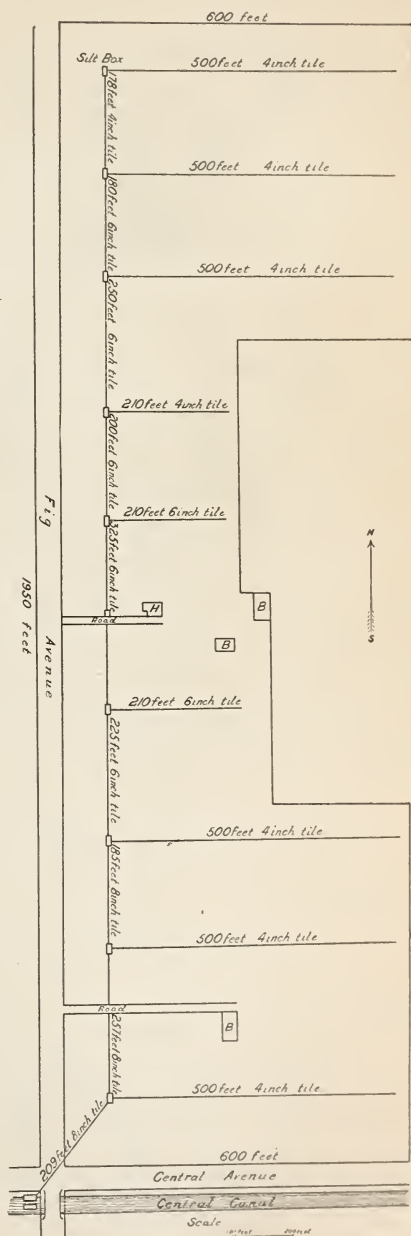 600 feet
Silt Box
500 feet 4 inch tile
178 feet 4 inch tile
500 feet 4 inch tile
180 feet 6 inch tile
500 feet 4 inch tile
250 feet 6 inch tile
210 feet 4 inch tile
200 feet 6 inch tile
210 feet 6 inch tile
325 feet 6 inch tile
Fig Avenue
1950 feet
H
Road
B
B
N
S
210 feet 6 inch tile
225 feet 6 inch tile
500 feet 4 inch tile
185 feet 8 inch tile
500 feet 4 inch tile
Road
B
257 feet 8 inch tile
500 feet 4 inch tile
209 feet 8 inch tile
600 feet
Central Avenue
Central Canal
Scale